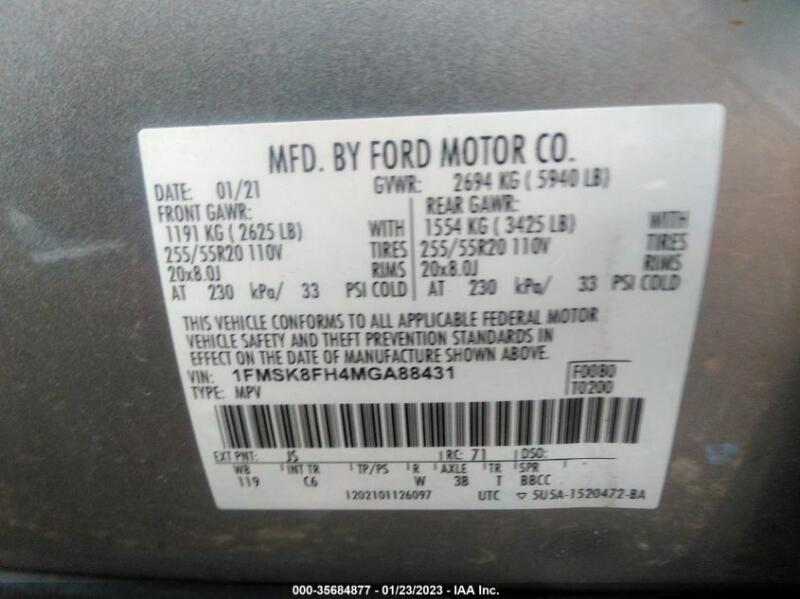 MFD. BY FORD MOTOR CO.
DATE: 01/21 GVWR: 2694 KG ( 5940 LB)
FRONT GAWR: REAR GAWR:
1191 KG ( 2625 LB) WITH 1554 KG ( 3425 LB) WITH
255/55R20 110V TIRES 255/55R20 110V TIRES
20x8.0J RIMS 20x8.0J RIMS
AT 230 kPa/ 33 PSI COLD AT 230 kPa/ 33 PSI COLD
THIS VEHICLE CONFORMS TO ALL APPLICABLE FEDERAL MOTOR
VEHICLE SAFETY AND THEFT PREVENTION STANDARDS IN
EFFECT ON THE DATE OF MANUFACTURE SHOWN ABOVE.
VIN: 1FMSK8FH4MGA88431 F0080
TYPE: MPV T0200
EXT PNT: JS RC: 71 DSO:
WB INT TR TP/PS R AXLE TR SPR
119 C6 W 3B T BBCC
1202101126097 UTC ▽ 5U5A-1520472-BA
000-35684877 - 01/23/2023 - IAA Inc.